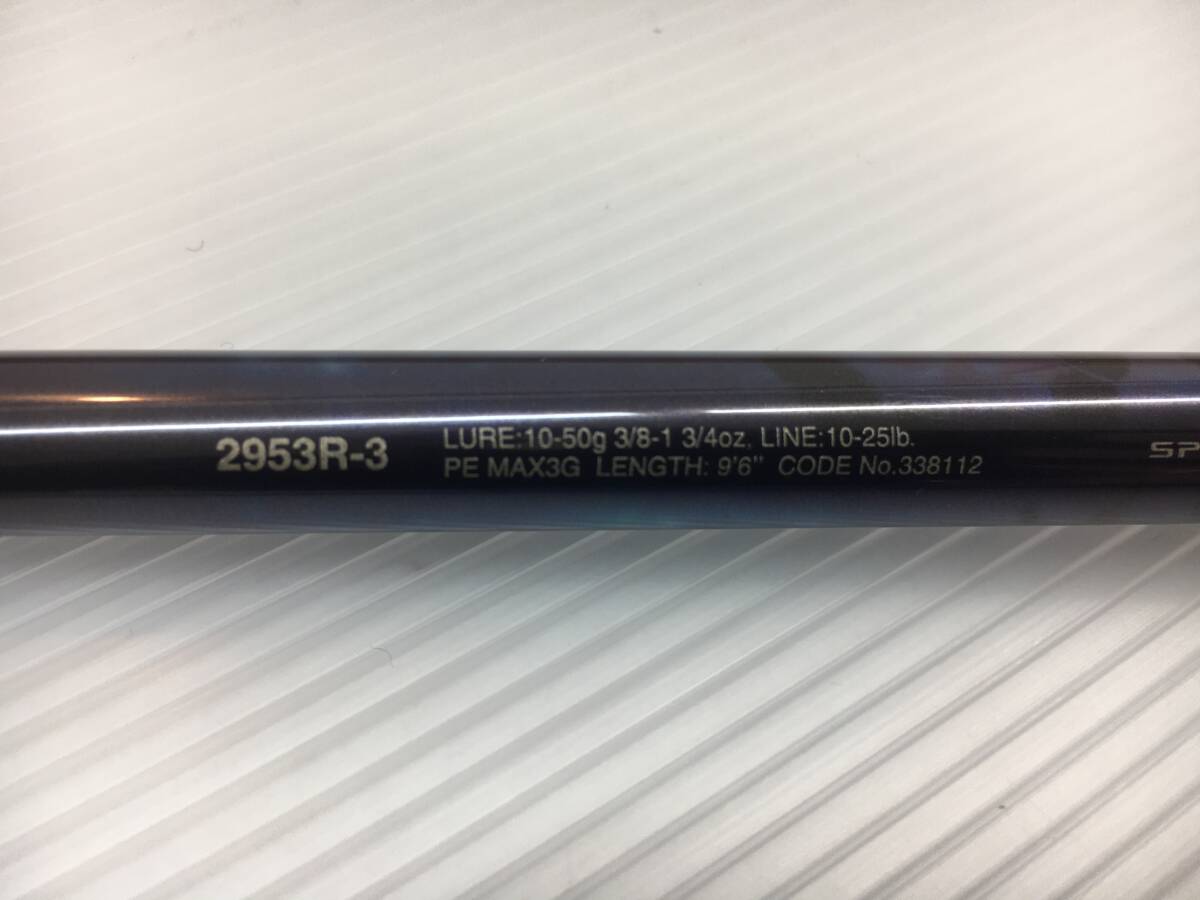 2953R-3
LURE:10-50g 3/8-1 3/4oz. LINE:10-25lb.
PE MAX3G LENGTH: 9'6" CODE No.338112
SP